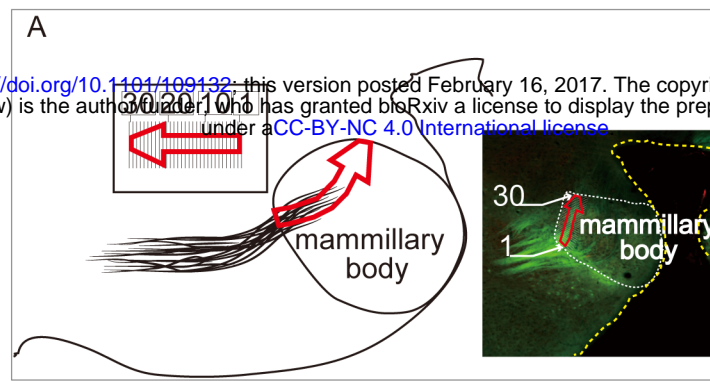 A
//doi.org/10.1101/109132; this version posted February 16, 2017. The copyri
w) is the author/funder, who has granted bioRxiv a license to display the prep
under aCC-BY-NC 4.0 International license
30 20 10 1
mammillary
body
30
1
mammillary
body